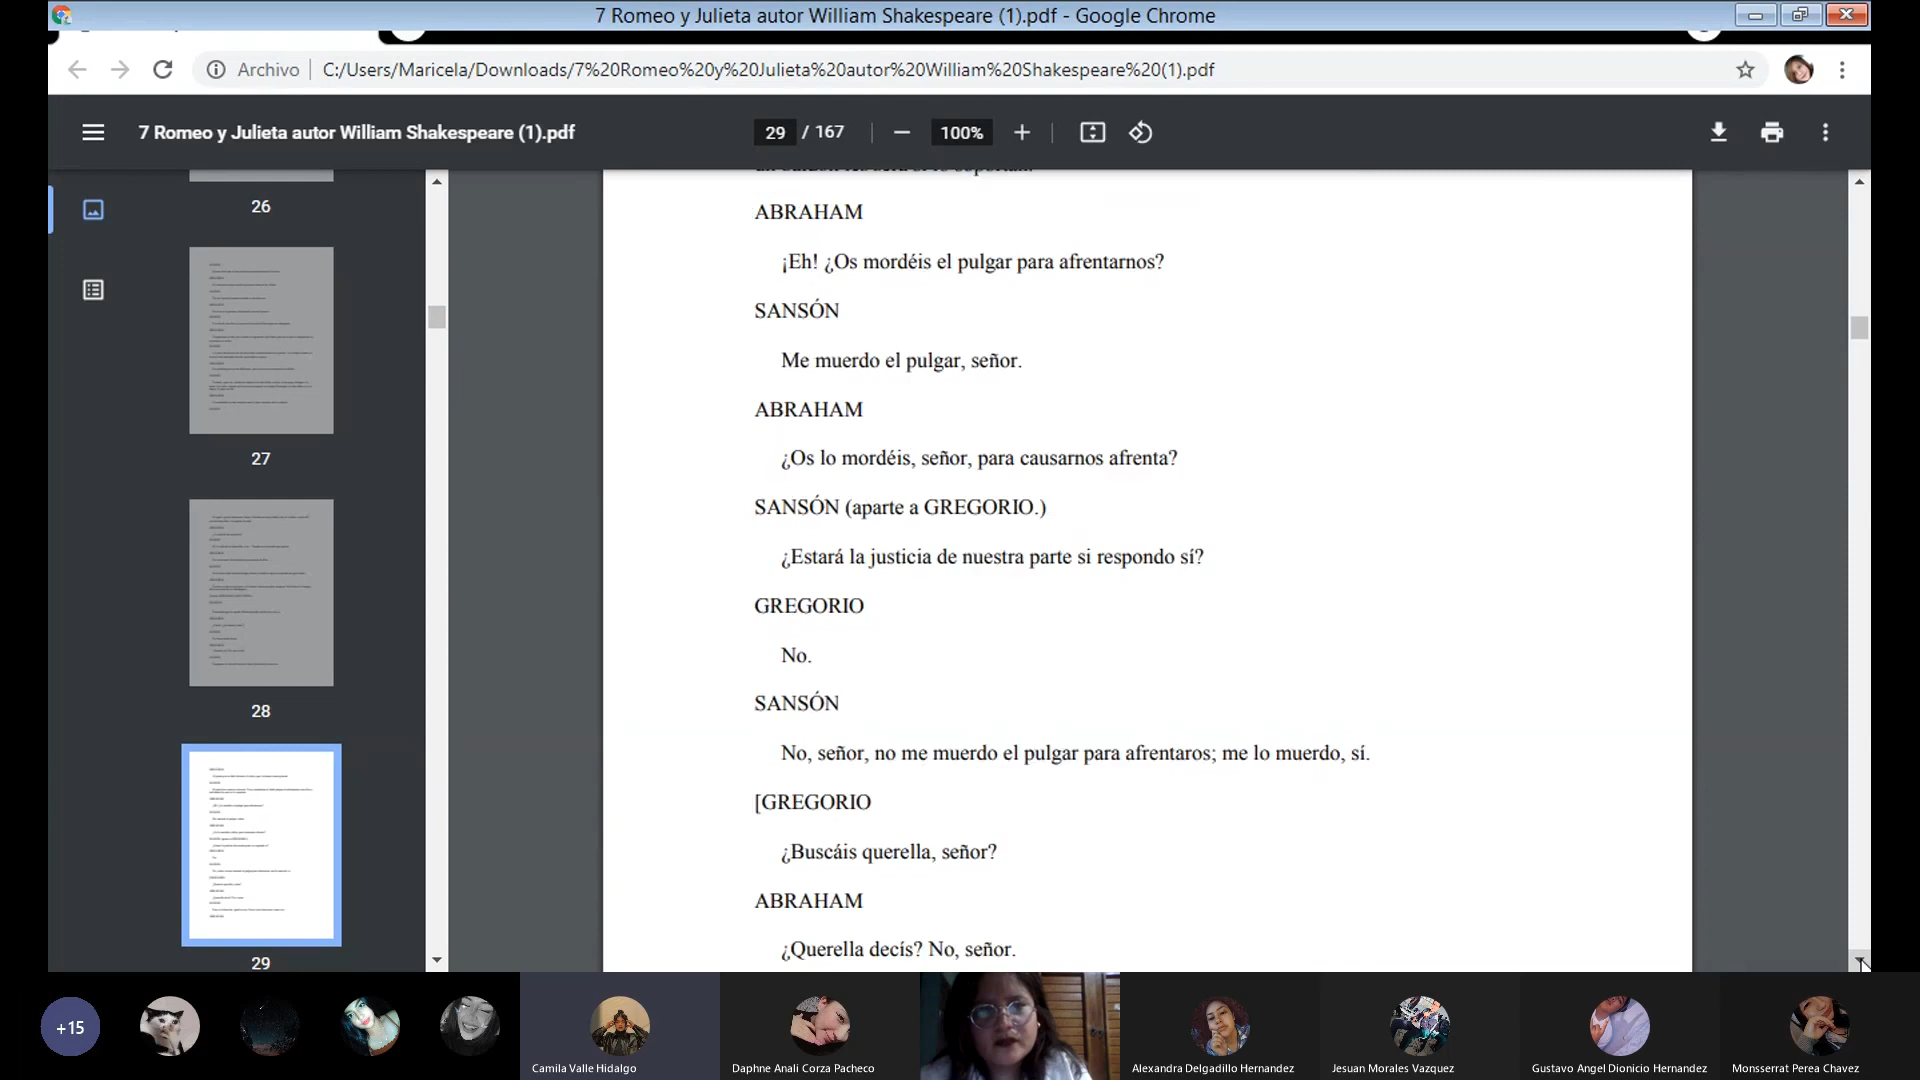 7 Romeo y Julieta autor William Shakespeare (1).pdf - Google Chrome
Archivo
C:/Users/Maricela/Downloads/7%20Romeo%20y%20Julieta%20autor%20William%20Shakespeare%20(1).pdf
7 Romeo y Julieta autor William Shakespeare (1).pdf
29 / 167
100%
26
27
28
29
ABRAHAM
¡Eh! ¿Os mordéis el pulgar para afrentarnos?
SANSÓN
Me muerdo el pulgar, señor.
ABRAHAM
¿Os lo mordéis, señor, para causarnos afrenta?
SANSÓN (aparte a GREGORIO.)
¿Estará la justicia de nuestra parte si respondo sí?
GREGORIO
No.
SANSÓN
No, señor, no me muerdo el pulgar para afrentaros; me lo muerdo, sí.
[GREGORIO
¿Buscáis querella, señor?
ABRAHAM
¿Querella decís? No, señor.
+15
Camila Valle Hidalgo
Daphne Anali Corza Pacheco
Alexandra Delgadillo Hernandez
Jesuan Morales Vazquez
Gustavo Angel Dionicio Hernandez
Monsserrat Perea Chavez